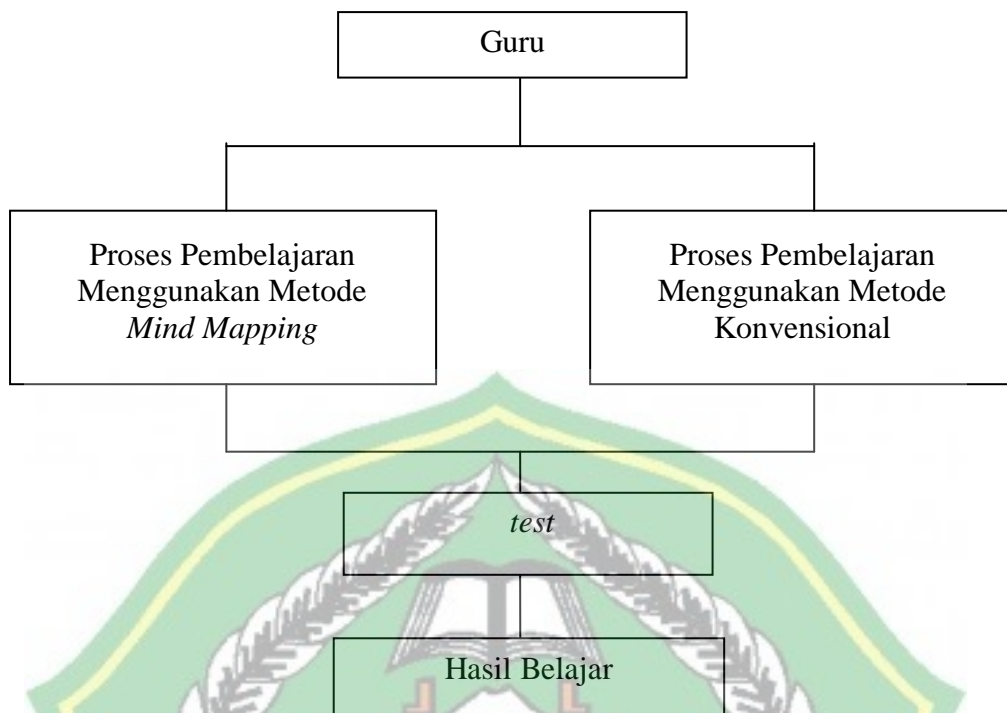 Guru
Proses Pembelajaran
Menggunakan Metode
Mind Mapping
Proses Pembelajaran
Menggunakan Metode
Konvensional
test
Hasil Belajar